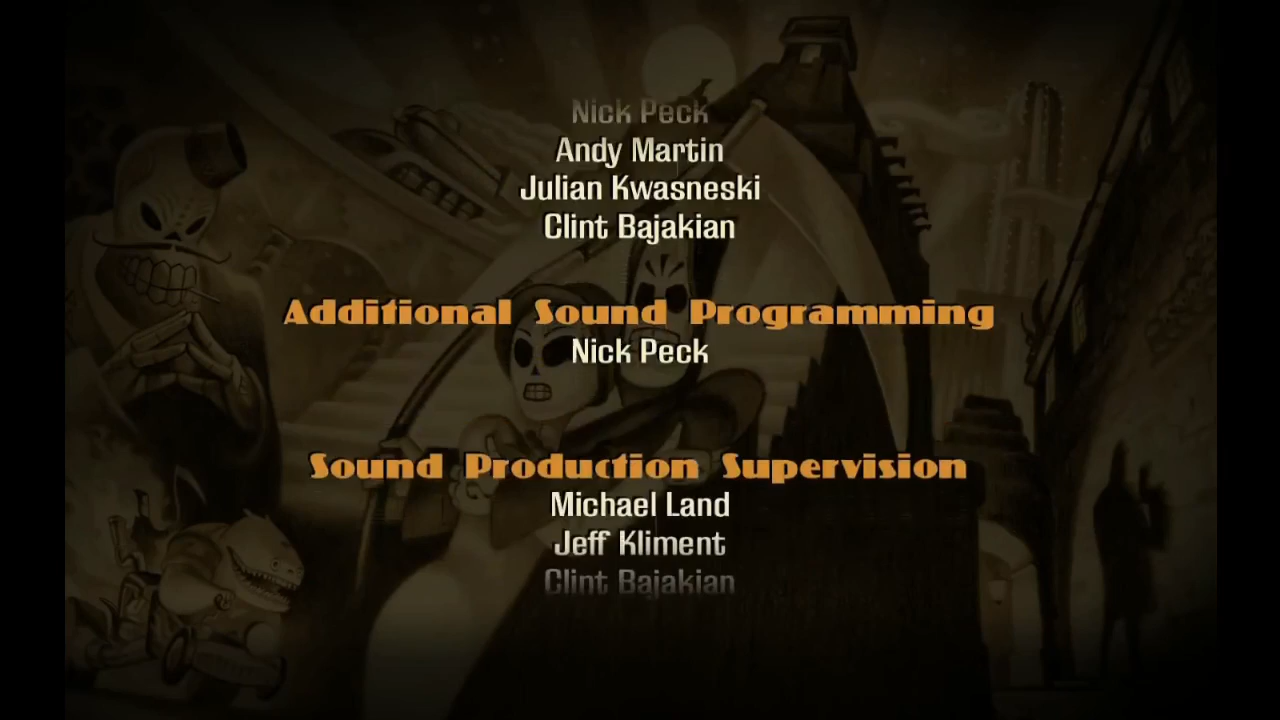 Nick Peck
Andy Martin
Julian Kwasneski
Clint Bajakian
Additional Sound Programming
Nick Peck
Sound Production Supervision
Michael Land
Jeff Kliment
Clint Bajakian